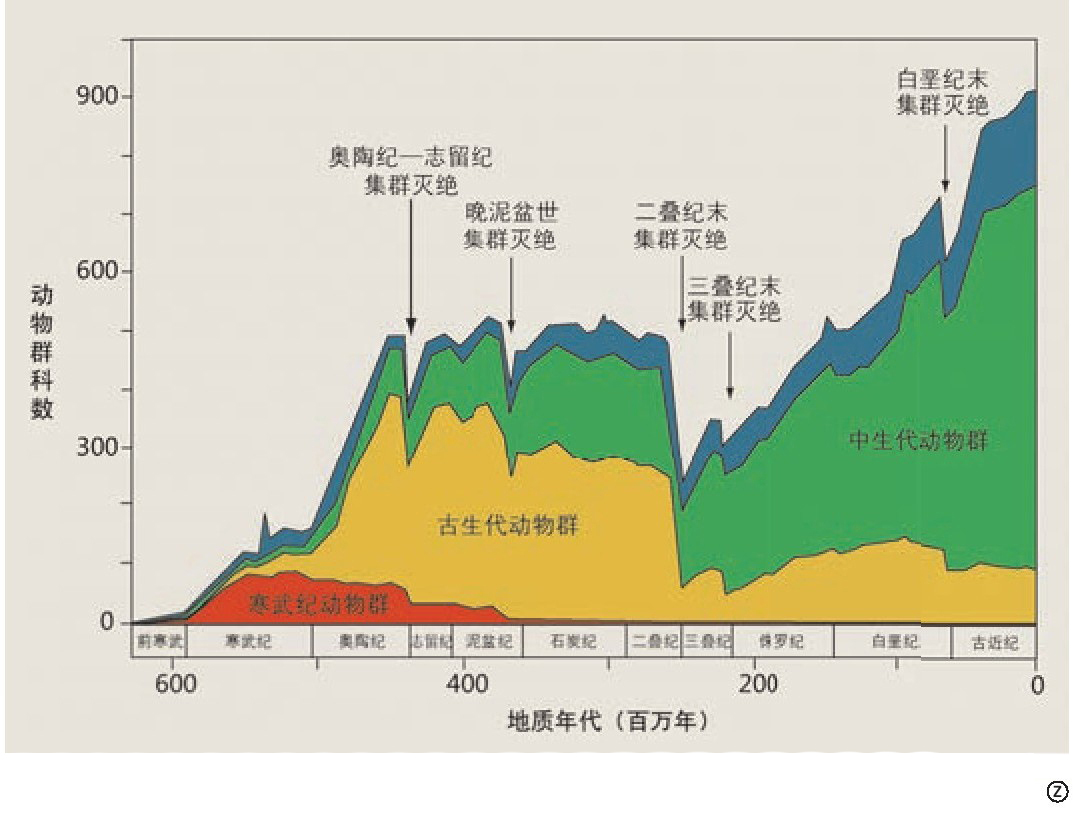 900
600
300
0
动物群科数
奥陶纪—志留纪
集群灭绝
晚泥盆世
集群灭绝
二叠纪末
集群灭绝
三叠纪末
集群灭绝
白垩纪末
集群灭绝
中生代动物群
古生代动物群
寒武纪动物群
前寒武 寒武纪 奥陶纪 志留纪 泥盆纪 石炭纪 二叠纪 三叠纪 侏罗纪 白垩纪 古近纪
600 400 200 0
地质年代（百万年）
Z